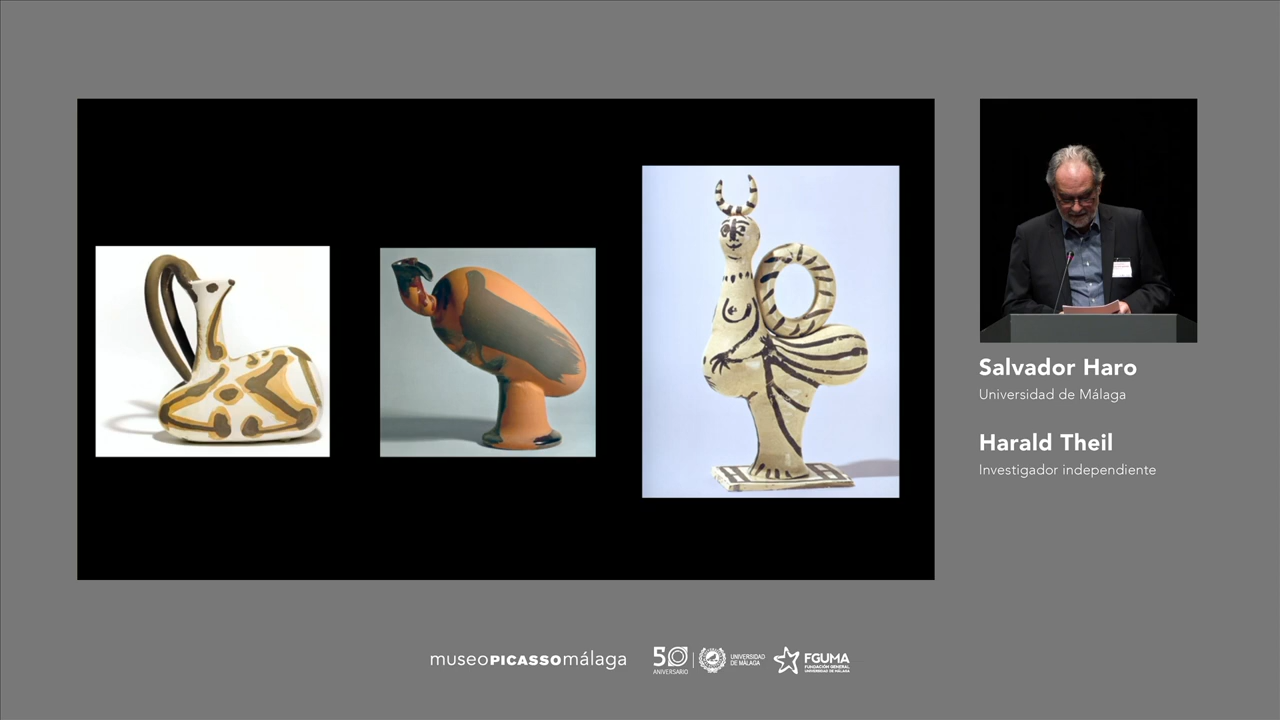 Salvador Haro
Universidad de Málaga
Harald Theil
Investigador independiente
museoPICASSOmálaga
50
ANIVERSARIO
UNIVERSIDAD
DE MÁLAGA
FGUMA
FUNDACIÓN GENERAL
UNIVERSIDAD DE MÁLAGA